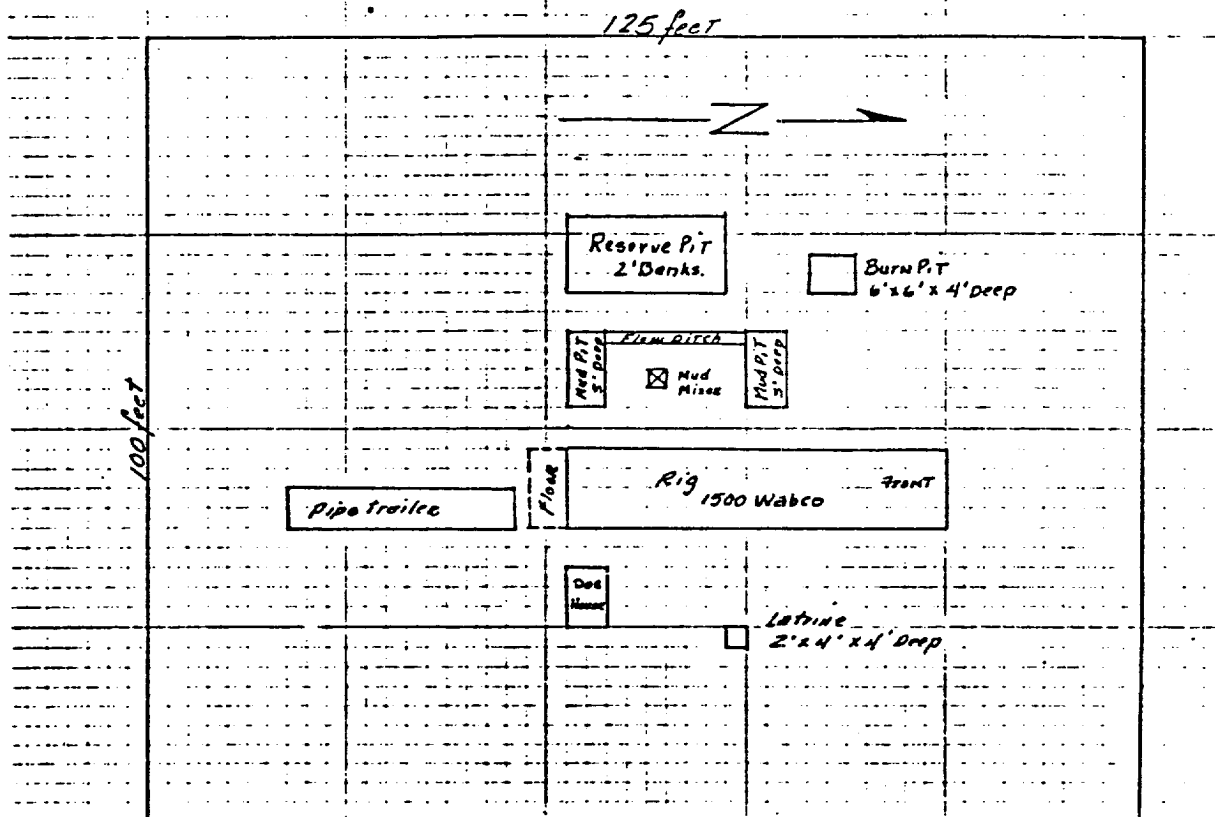 125 feet
N
Reserve Pit
2' Banks.
Burn Pit
6' x 6' x 4' Deep
Flow Ditch
Mud Pit
5' Deep
Mud
Mixer
Mud Pit
5' Deep
100 feet
Floor
Rig
1500 Wabco
Front
Pipe trailer
Dog
House
Latrine
2' x 4' x 4' Deep